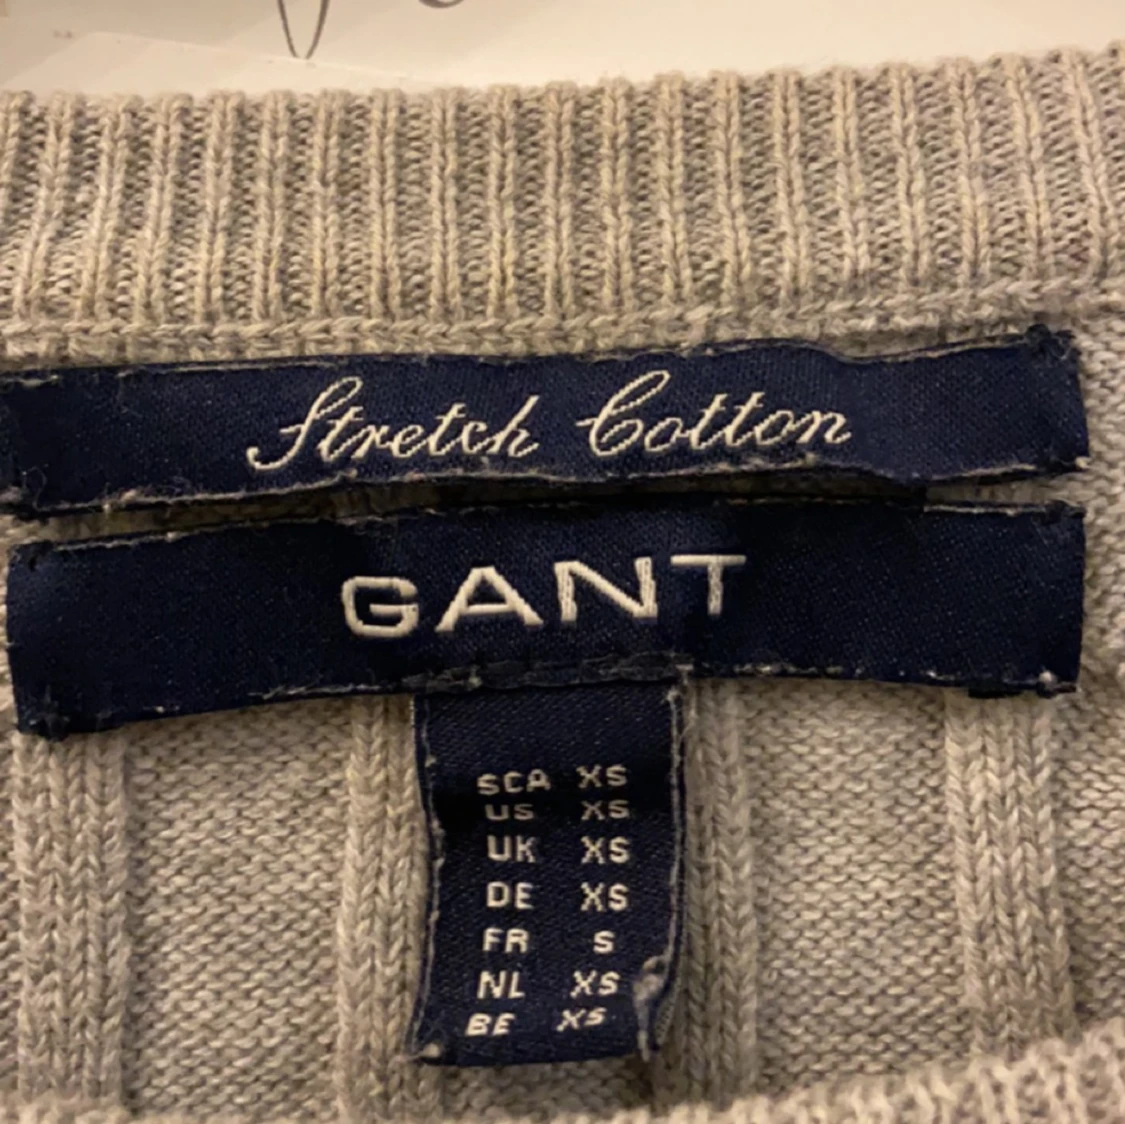 Stretch Cotton
GANT
SCA XS
US XS
UK XS
DE XS
FR S
NL XS
BE XS